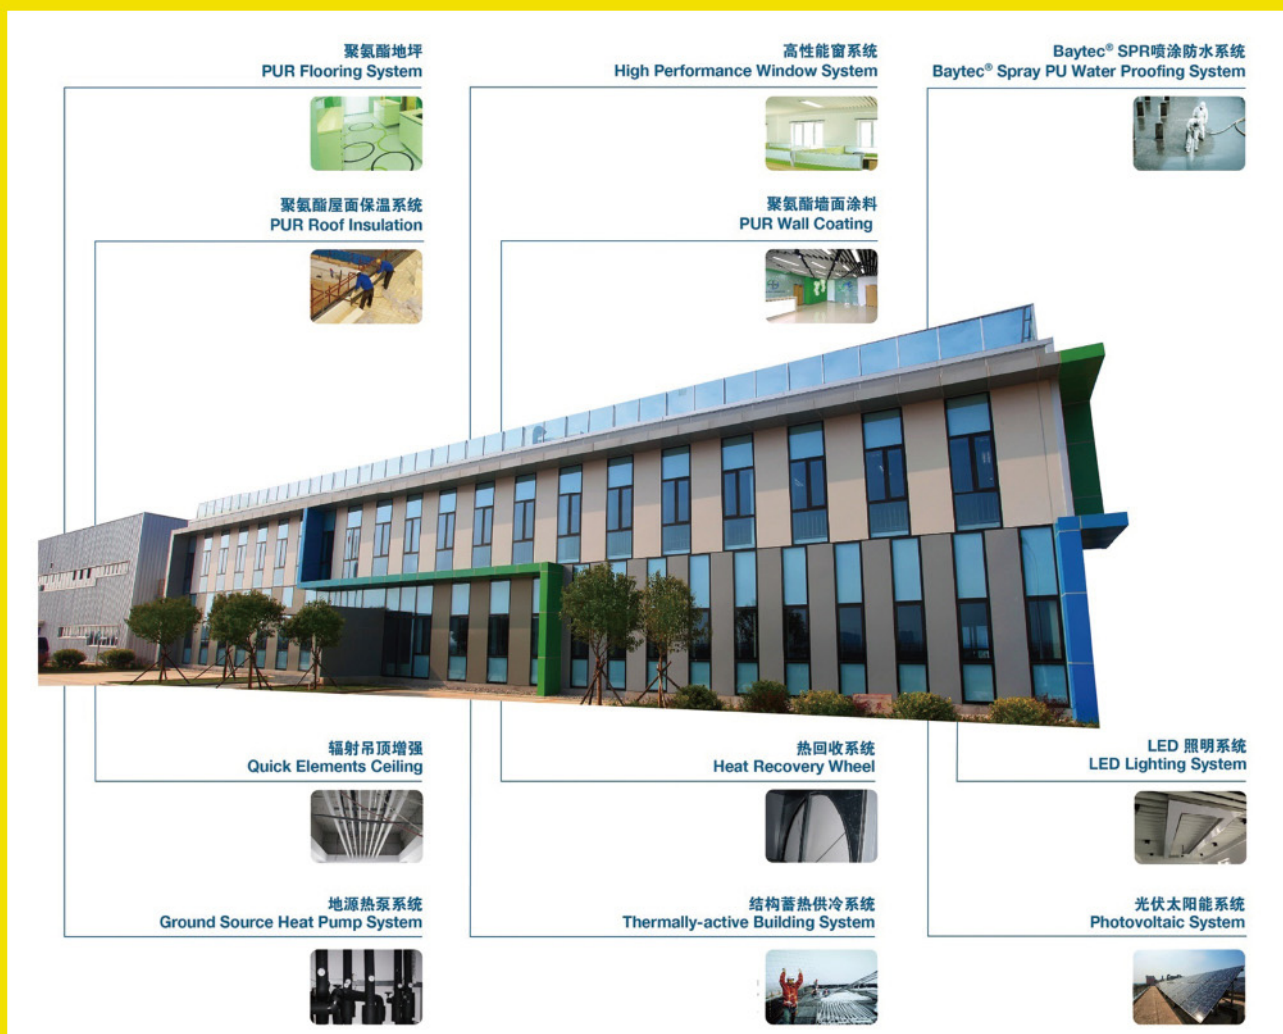 聚氨酯地坪
PUR Flooring System
高性能窗系统
High Performance Window System
Baytec® SPR喷涂防水系统
Baytec® Spray PU Water Proofing System
聚氨酯屋面保温系统
PUR Roof Insulation
聚氨酯墙面涂料
PUR Wall Coating
辐射吊顶增强
Quick Elements Ceiling
热回收系统
Heat Recovery Wheel
LED 照明系统
LED Lighting System
地源热泵系统
Ground Source Heat Pump System
结构蓄热供冷系统
Thermally-active Building System
光伏太阳能系统
Photovoltaic System